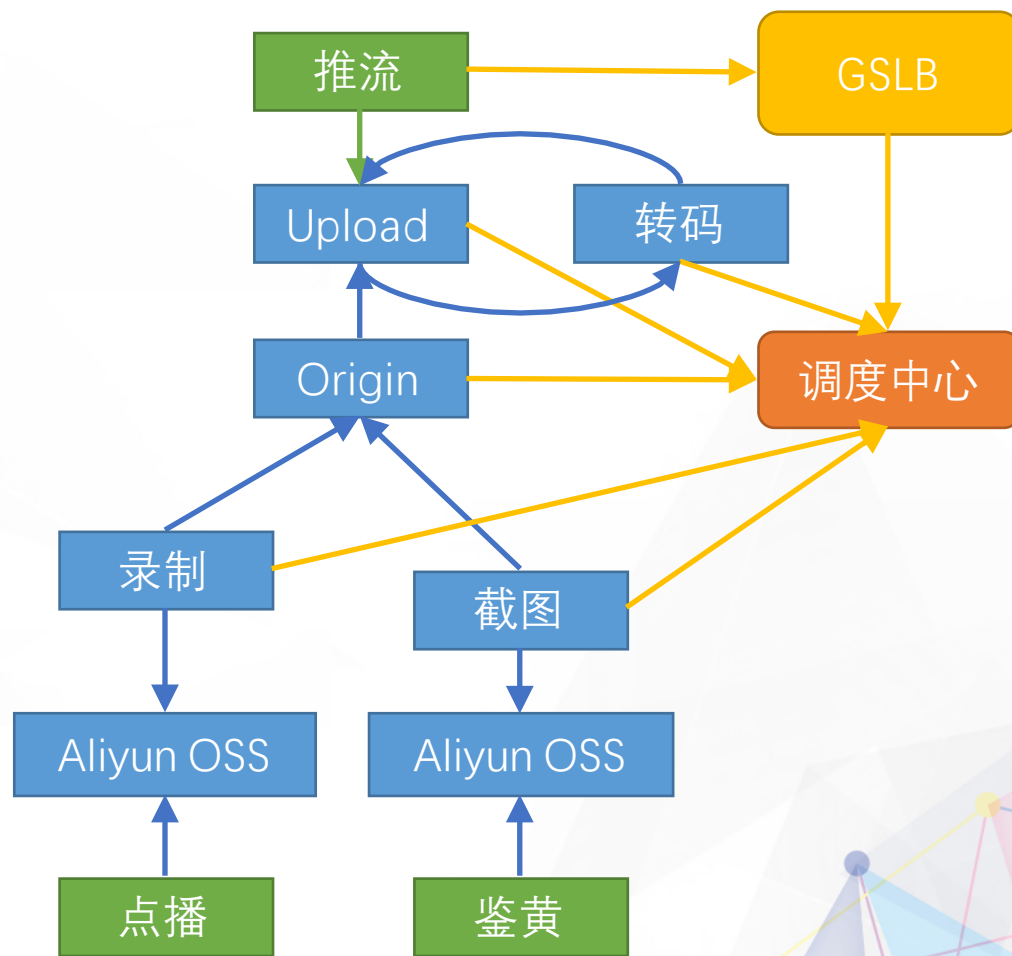 推流
GSLB
Upload
转码
Origin
调度中心
录制
截图
Aliyun OSS
Aliyun OSS
点播
鉴黄